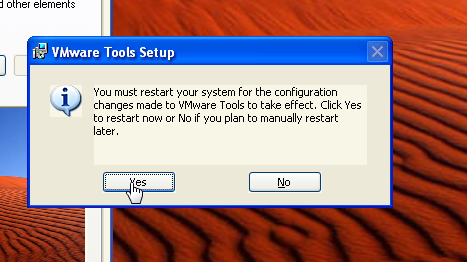 d other elements
VMware Tools Setup
You must restart your system for the configuration
changes made to VMware Tools to take effect. Click Yes
to restart now or No if you plan to manually restart
later.
Yes
No